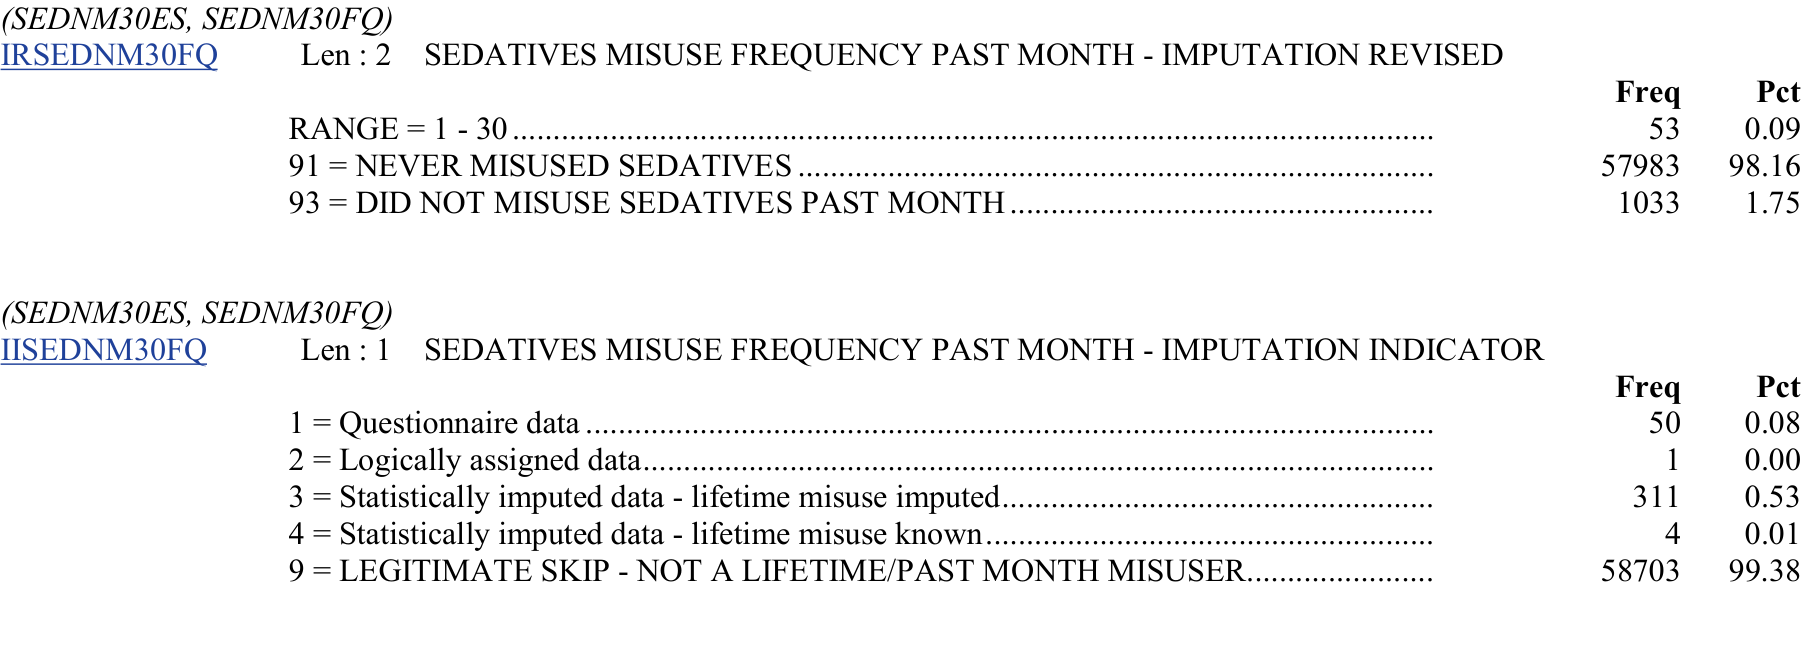 (SEDNM30ES, SEDNM30FQ)
IRSEDNM30FQ Len : 2 SEDATIVES MISUSE FREQUENCY PAST MONTH - IMPUTATION REVISED
Freq Pct
RANGE = 1 - 30 53 0.09
91 = NEVER MISUSED SEDATIVES 57983 98.16
93 = DID NOT MISUSE SEDATIVES PAST MONTH 1033 1.75
(SEDNM30ES, SEDNM30FQ)
IISEDNM30FQ Len : 1 SEDATIVES MISUSE FREQUENCY PAST MONTH - IMPUTATION INDICATOR
Freq Pct
1 = Questionnaire data 50 0.08
2 = Logically assigned data 1 0.00
3 = Statistically imputed data - lifetime misuse imputed 311 0.53
4 = Statistically imputed data - lifetime misuse known 4 0.01
9 = LEGITIMATE SKIP - NOT A LIFETIME/PAST MONTH MISUSER 58703 99.38